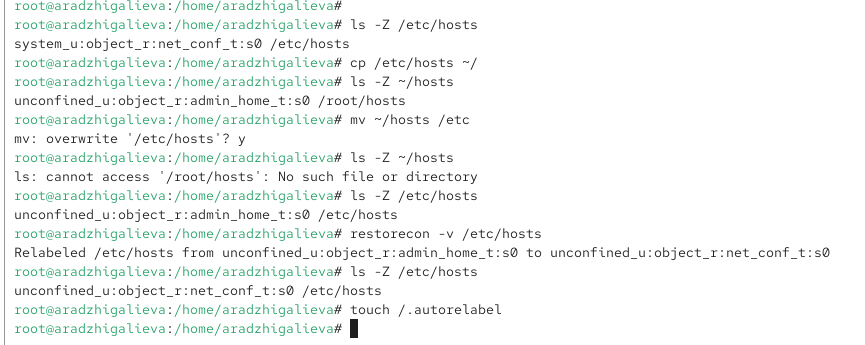 root@aradzhigalieva:/home/aradzhigalieva#
root@aradzhigalieva:/home/aradzhigalieva# ls -Z /etc/hosts
system_u:object_r:net_conf_t:s0 /etc/hosts
root@aradzhigalieva:/home/aradzhigalieva# cp /etc/hosts ~/
root@aradzhigalieva:/home/aradzhigalieva# ls -Z ~/hosts
unconfined_u:object_r:admin_home_t:s0 /root/hosts
root@aradzhigalieva:/home/aradzhigalieva# mv ~/hosts /etc
mv: overwrite '/etc/hosts'? y
root@aradzhigalieva:/home/aradzhigalieva# ls -Z ~/hosts
ls: cannot access '/root/hosts': No such file or directory
root@aradzhigalieva:/home/aradzhigalieva# ls -Z /etc/hosts
unconfined_u:object_r:admin_home_t:s0 /etc/hosts
root@aradzhigalieva:/home/aradzhigalieva# restorecon -v /etc/hosts
Relabeled /etc/hosts from unconfined_u:object_r:admin_home_t:s0 to unconfined_u:object_r:net_conf_t:s0
root@aradzhigalieva:/home/aradzhigalieva# ls -Z /etc/hosts
unconfined_u:object_r:net_conf_t:s0 /etc/hosts
root@aradzhigalieva:/home/aradzhigalieva# touch /.autorelabel
root@aradzhigalieva:/home/aradzhigalieva#